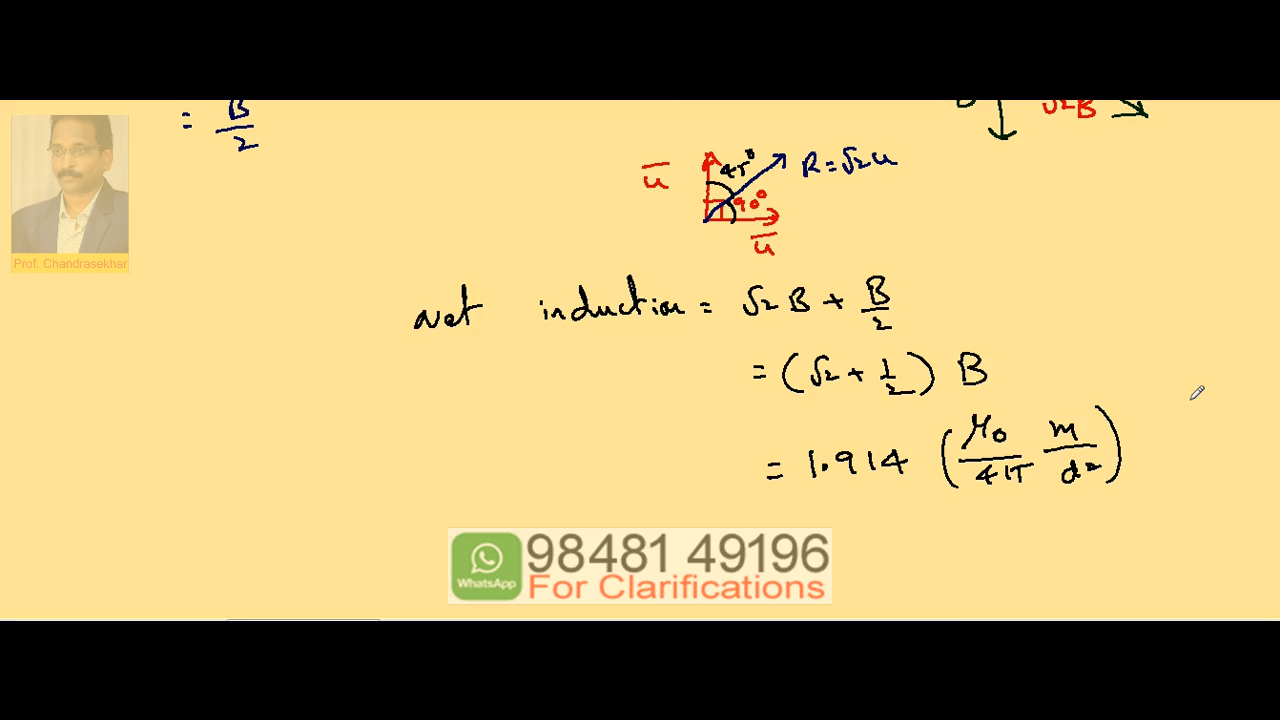 = B/2
√2B
45°
R = √2 u
u̅
90°
u̅
Prof. Chandrasekhar
Net induction = √2 B + B/2
= (√2 + 1/2) B
= 1.914 (μ0/4π m/d²)
98481 49196
WhatsApp
For Clarifications